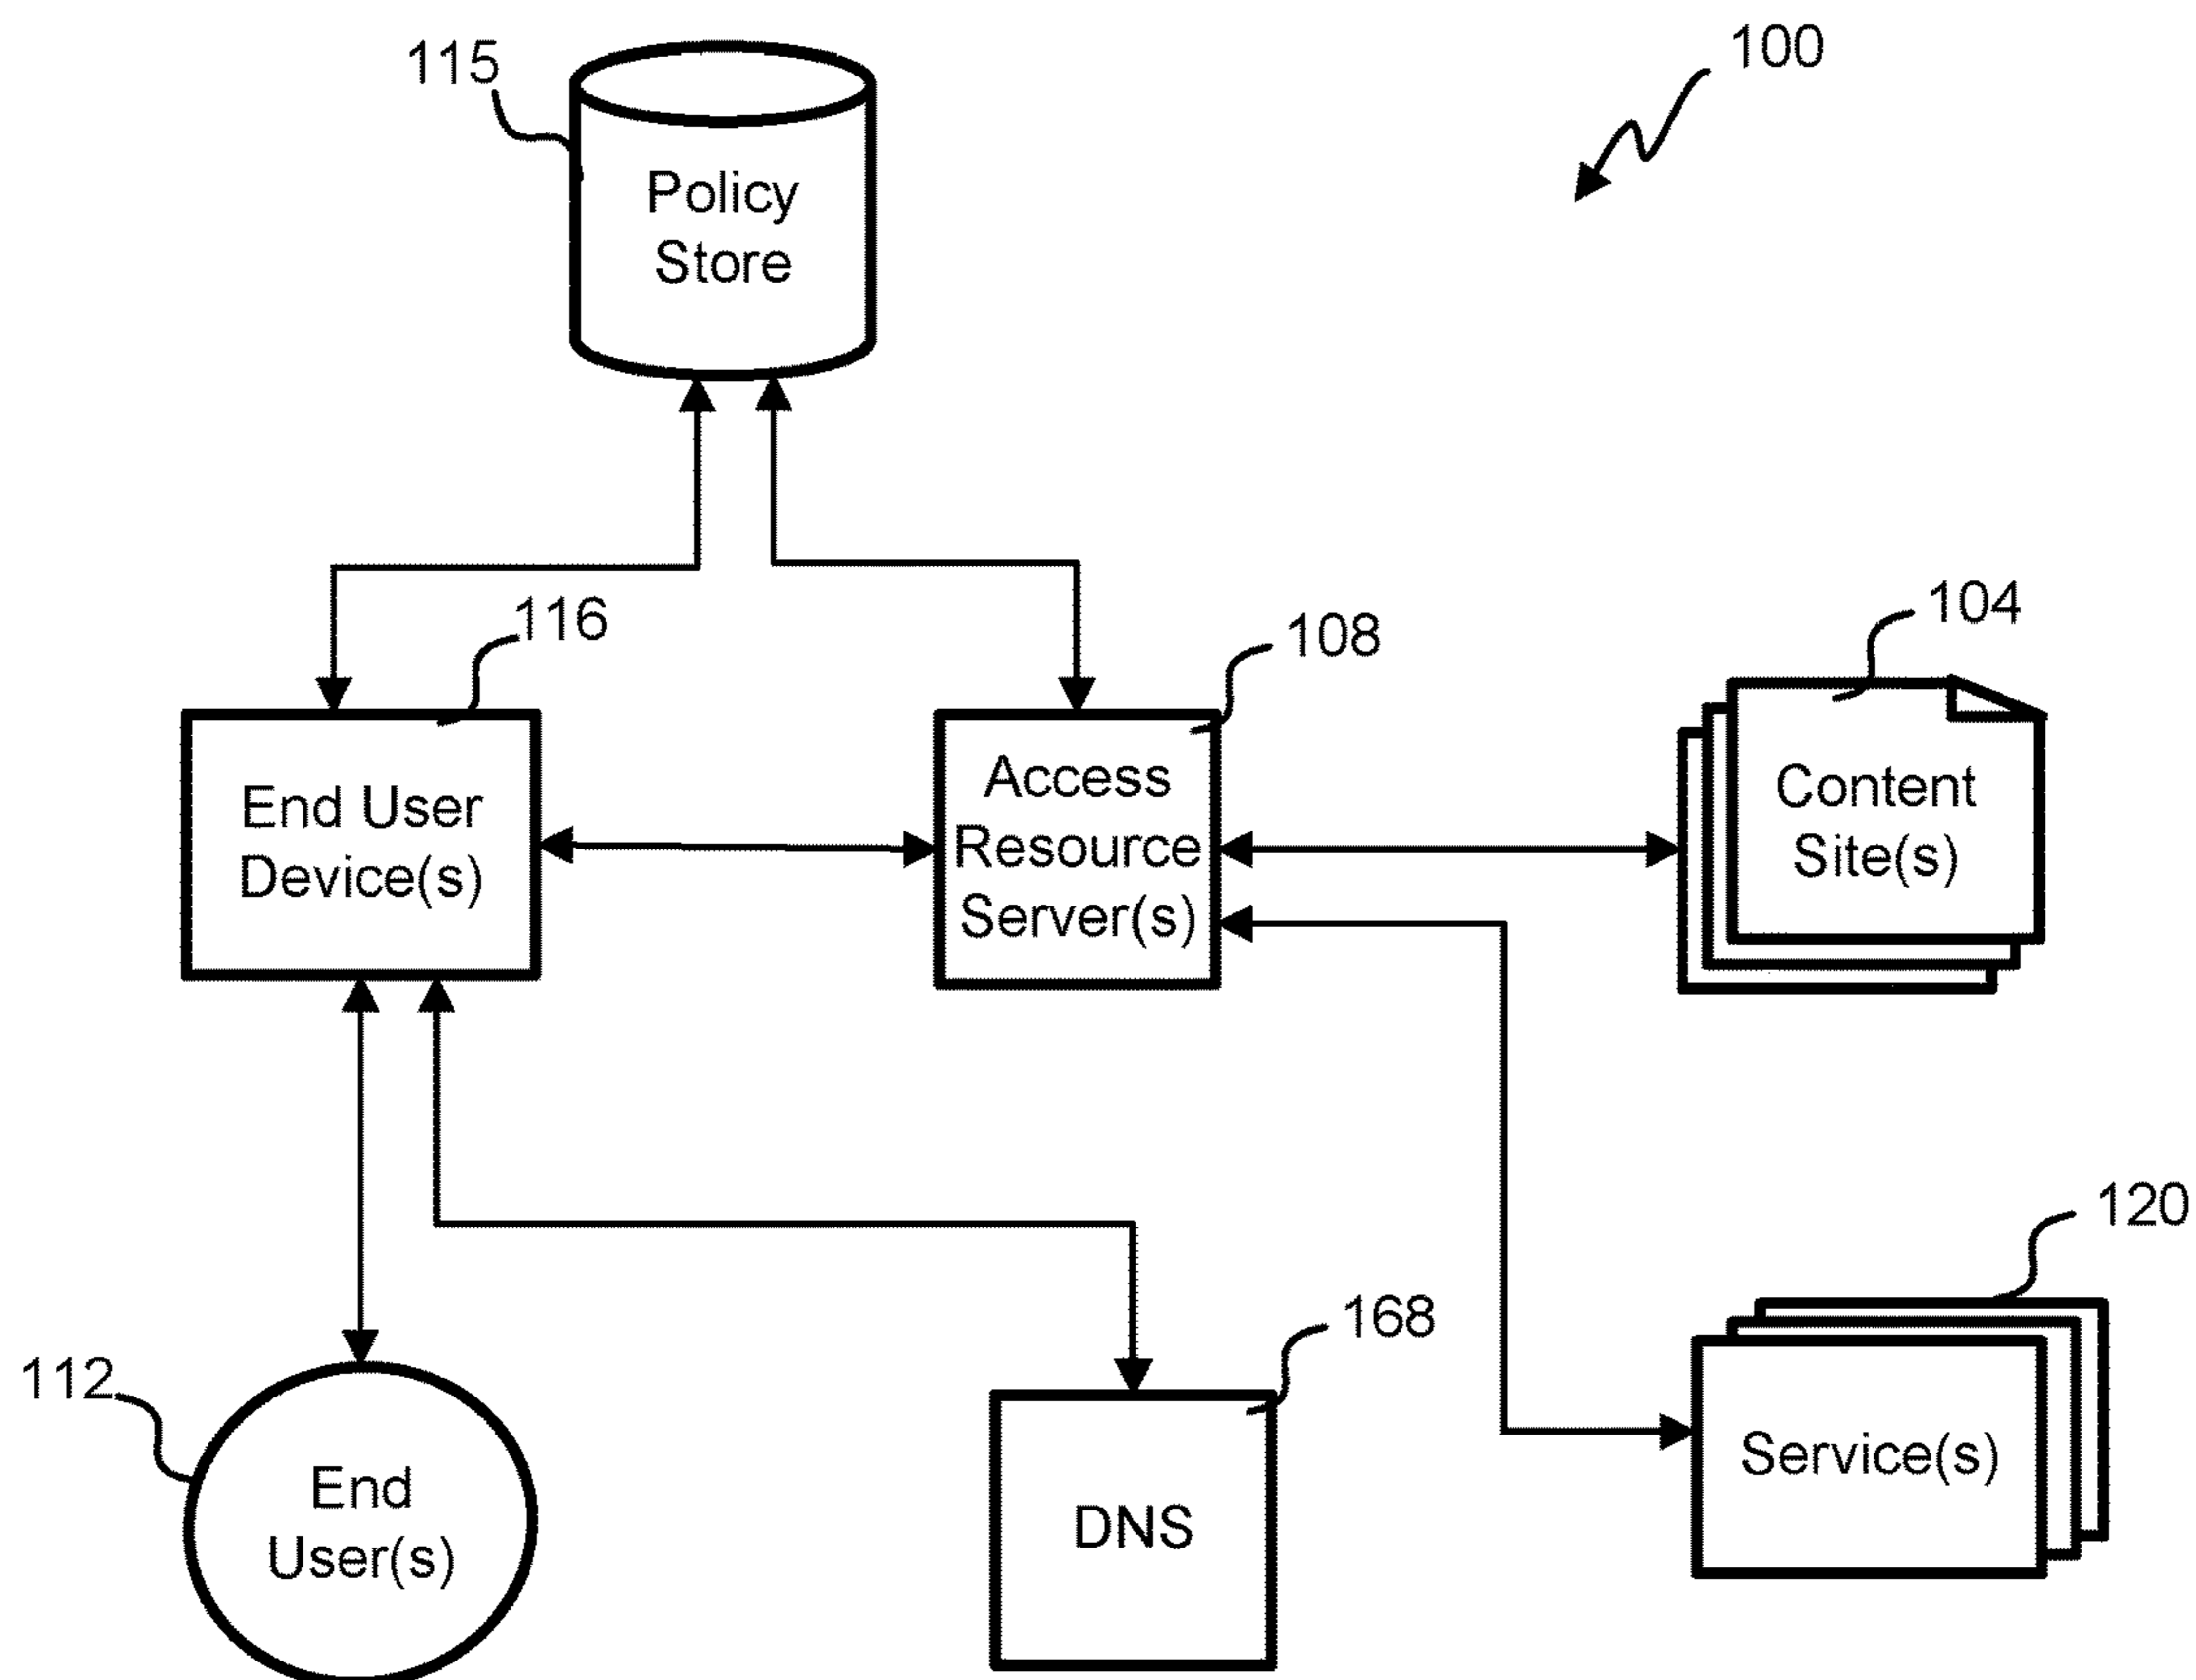 100
115
Policy
Store
116
108
104
End User
Device(s)
Access
Resource
Server(s)
Content
Site(s)
120
168
112
End
User(s)
DNS
Service(s)